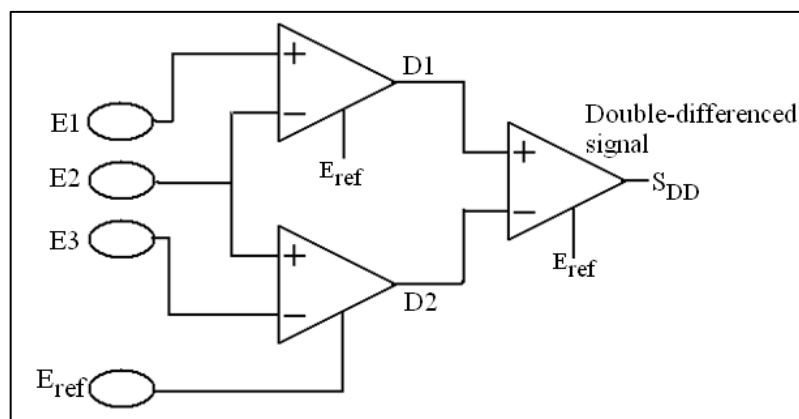 D1
Double-differenced
signal
E1
E2
E3
E_ref
+
−
E_ref
+
−
D2
+
−
S_DD
E_ref